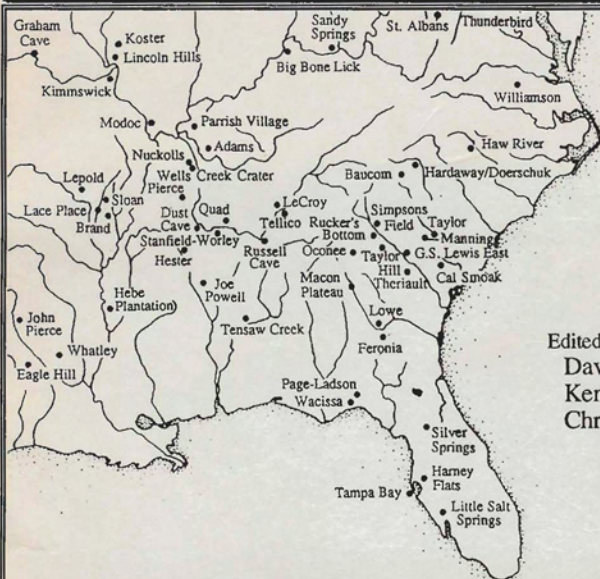 Graham
Cave
Koster
Lincoln Hills
Kimmswick
Sandy
Springs
Big Bone Lick
St. Albans
Thunderbird
Williamson
Modoc
Parrish Village
Adams
Nuckolls
Wells Creek Crater
Haw River
Hardaway/Doerschuk
Baucom
Lepold
Sloan
Lace Place
Brand
Pierce
Dust
Cave
Quad
Stanfield-Worley
Hester
LeCroy
Tellico
Russell
Cave
Rucker's
Bottom
Simpsons
Field
Taylor
Manning
Oconee
Taylor
Hill
G.S. Lewis East
Theriault
Cal Smoak
Macon
Plateau
Hebe
Plantation
Joe
Powell
Tensaw Creek
Lowe
Feronia
John
Pierce
Whatley
Eagle Hill
Page-Ladson
Wacissa
Silver
Springs
Harney
Flats
Tampa Bay
Little Salt
Springs
Edited
Dav
Ker
Chr